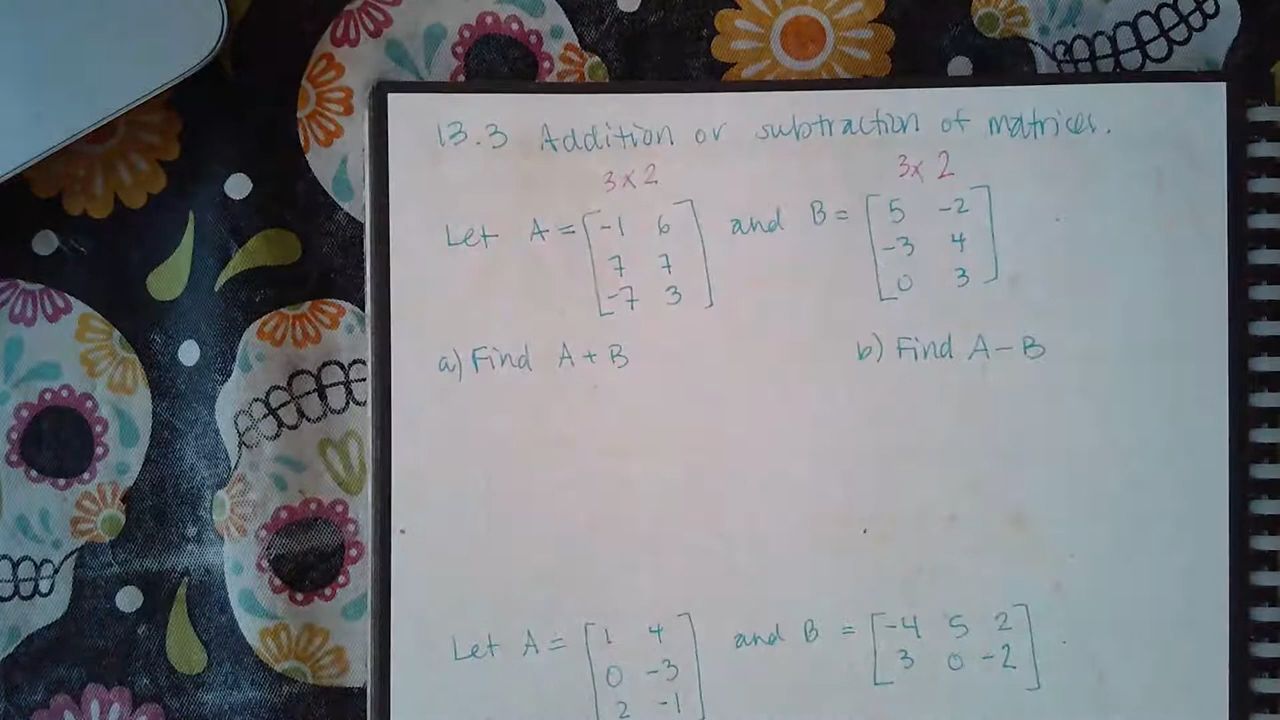 13.3 Addition or subtraction of matrices.
3x2 3x2
Let A = [-1 6 and B = [5 -2
7 7 -3 4
-7 3] 0 3]
a) Find A + B b) Find A - B
Let A = [1 4 and B = [-4 5 2
0 -3 3 0 -2]
2 -1